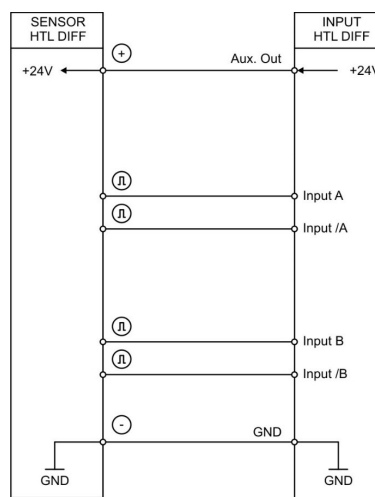 SENSOR
HTL DIFF
INPUT
HTL DIFF
+
Aux. Out
+24V
+24V
Input A
Input /A
Input B
Input /B
-
GND
GND
GND